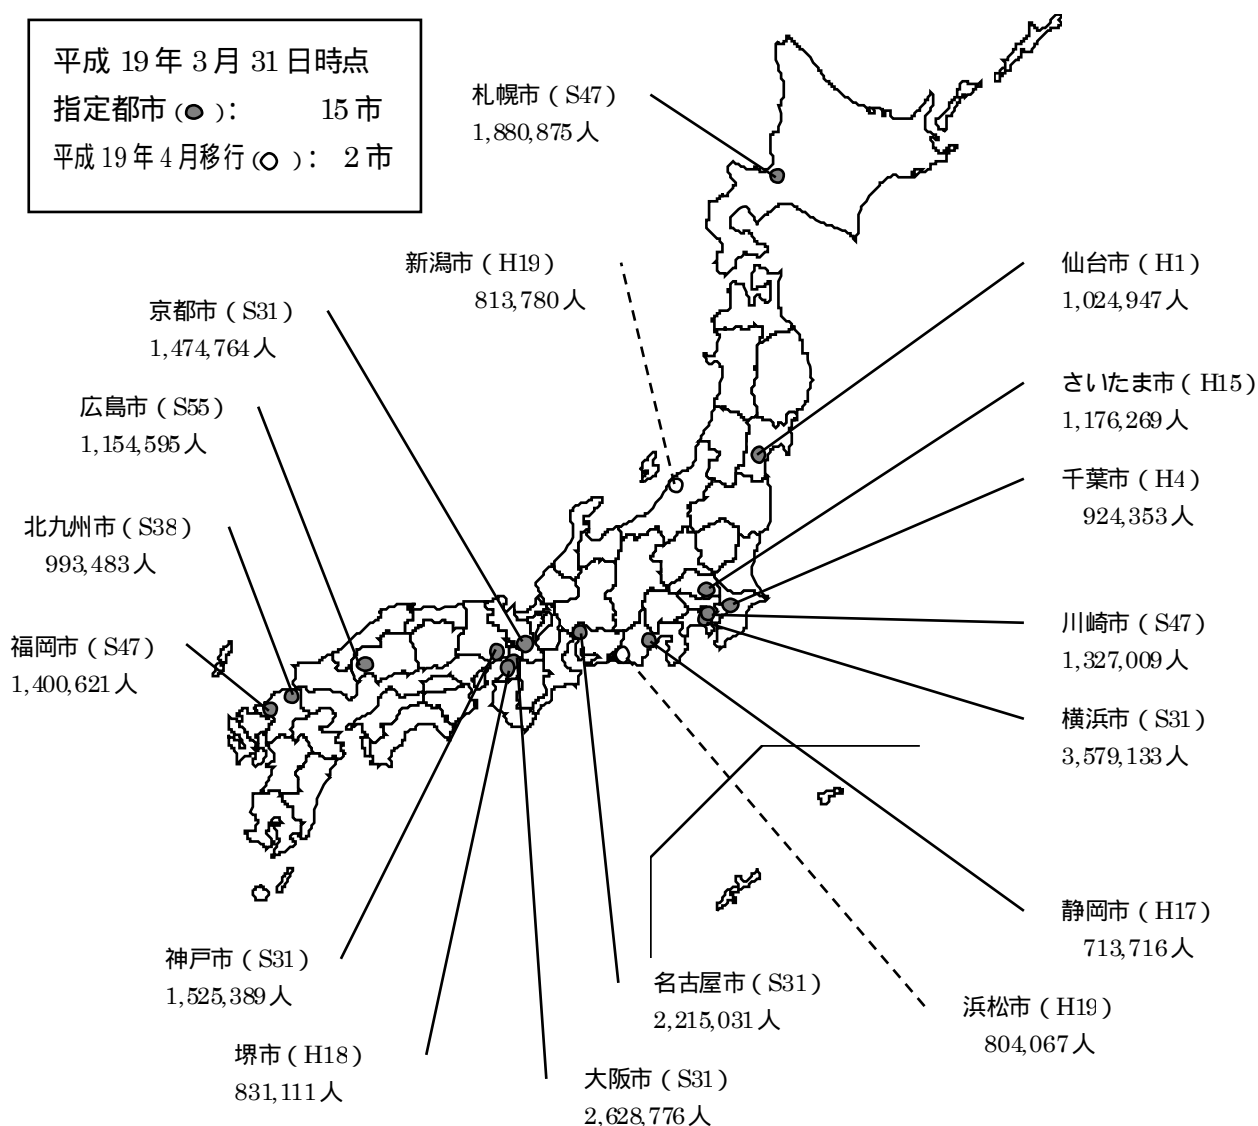 平成 19 年 3 月 31 日時点
指定都市(●)： 15 市
平成 19 年 4 月移行(○)： 2 市
札幌市（S47）
1,880,875 人
新潟市（H19）
813,780 人
仙台市（H1）
1,024,947 人
京都市（S31）
1,474,764 人
さいたま市（H15）
1,176,269 人
広島市（S55）
1,154,595 人
千葉市（H4）
924,353 人
北九州市（S38）
993,483 人
川崎市（S47）
1,327,009 人
福岡市（S47）
1,400,621 人
横浜市（S31）
3,579,133 人
静岡市（H17）
713,716 人
神戸市（S31）
1,525,389 人
名古屋市（S31）
2,215,031 人
浜松市（H19）
804,067 人
堺市（H18）
831,111 人
大阪市（S31）
2,628,776 人